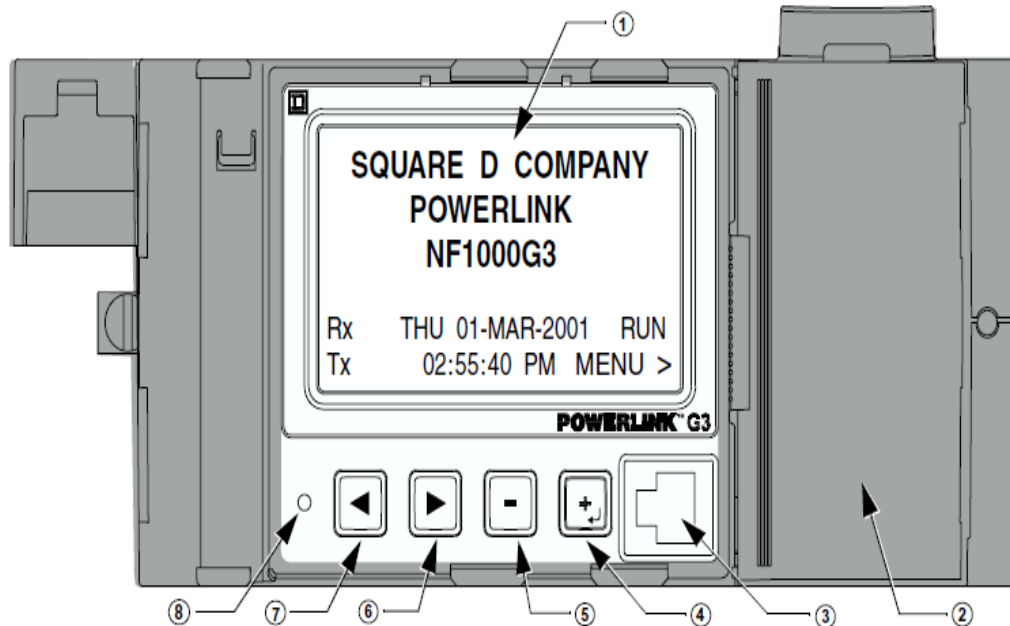 1
SQUARE D COMPANY
POWERLINK
NF1000G3
Rx THU 01-MAR-2001 RUN
Tx 02:55:40 PM MENU >
POWERLINK™ G3
- +
8 7 6 5 4 3 2